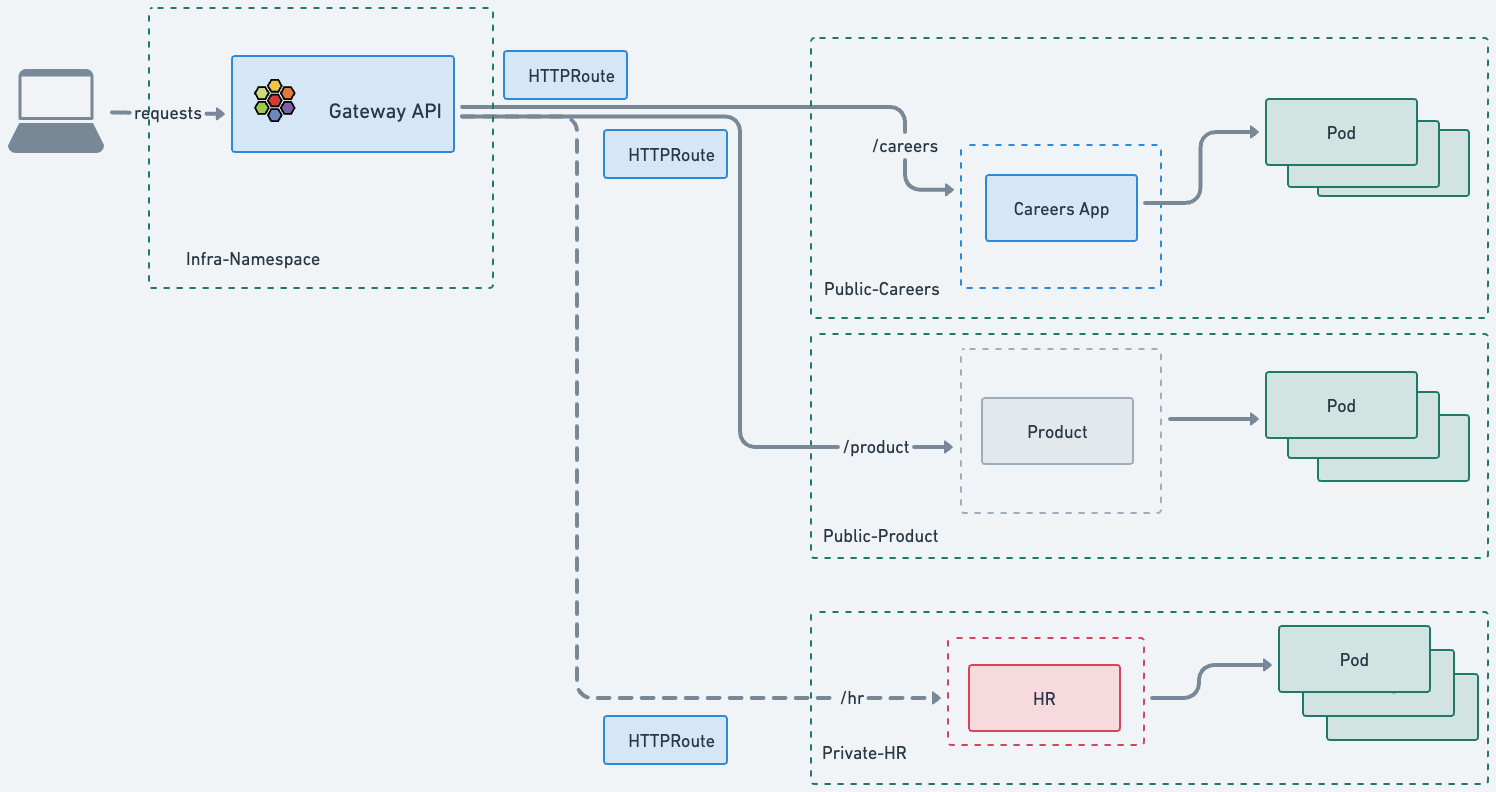 HTTPRoute
requests
Gateway API
Infra-Namespace
HTTPRoute
/careers
Careers App
Pod
Public-Careers
/product
Product
Pod
Public-Product
/hr
HR
Pod
HTTPRoute
Private-HR